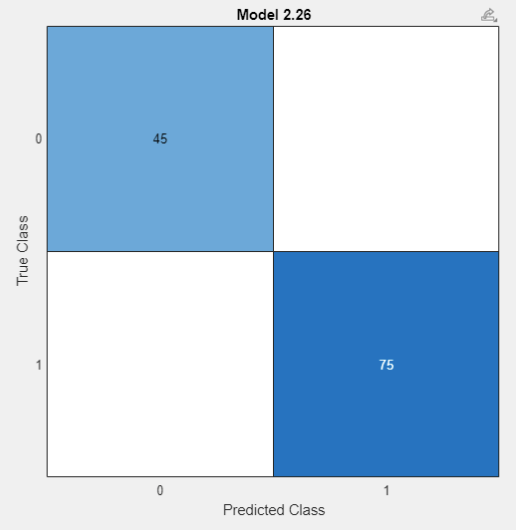 Model 2.26
0
45
True Class
1
75
0 1
Predicted Class